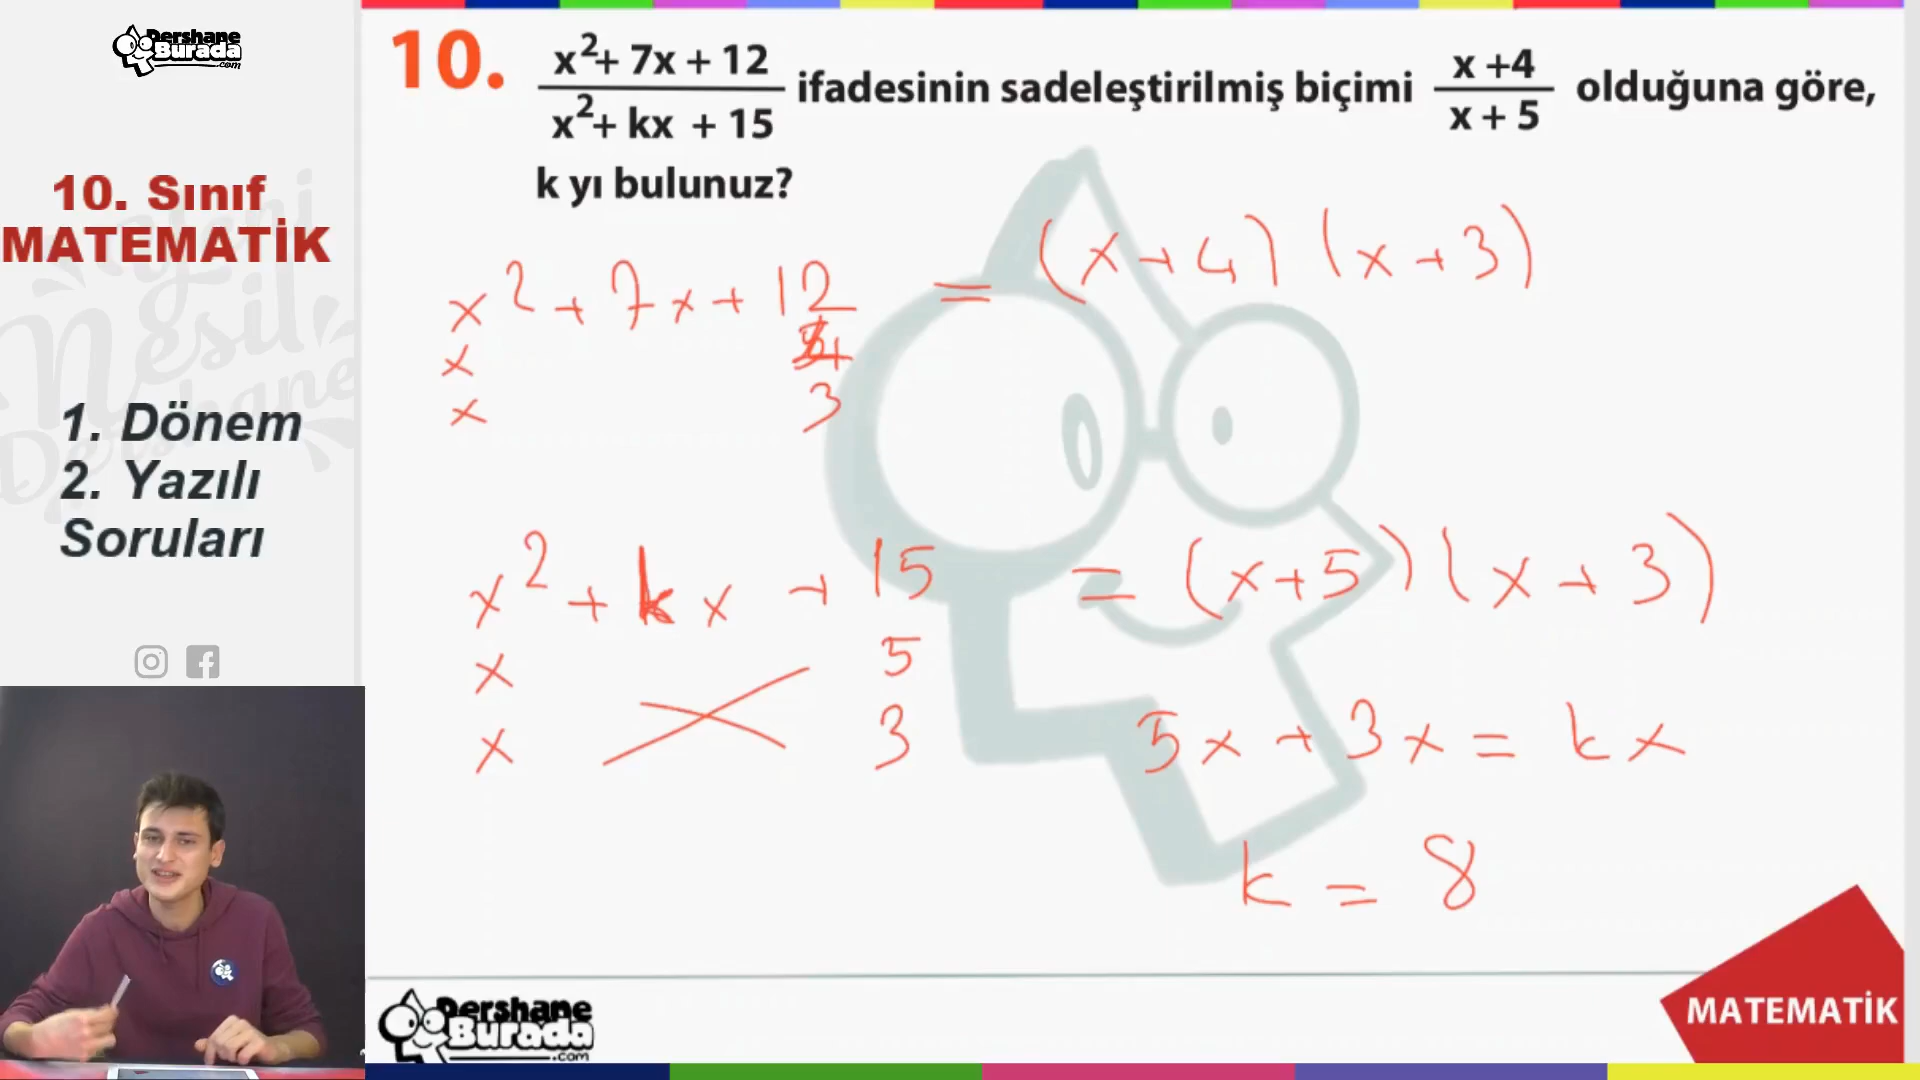 Dershane
Burada
.com
10. Sınıf
MATEMATİK
1. Dönem
2. Yazılı
Soruları
10. x²+ 7x + 12 / x²+ kx + 15 ifadesinin sadeleştirilmiş biçimi x +4 / x + 5 olduğuna göre,
k yı bulunuz?
x² + 7x + 12 = (x+4) (x+3)
x 4
x 3
x² + kx + 15 = (x+5) (x+3)
x 5
x 3
5x + 3x = kx
k = 8
Dershane
Burada
.com
MATEMATİK